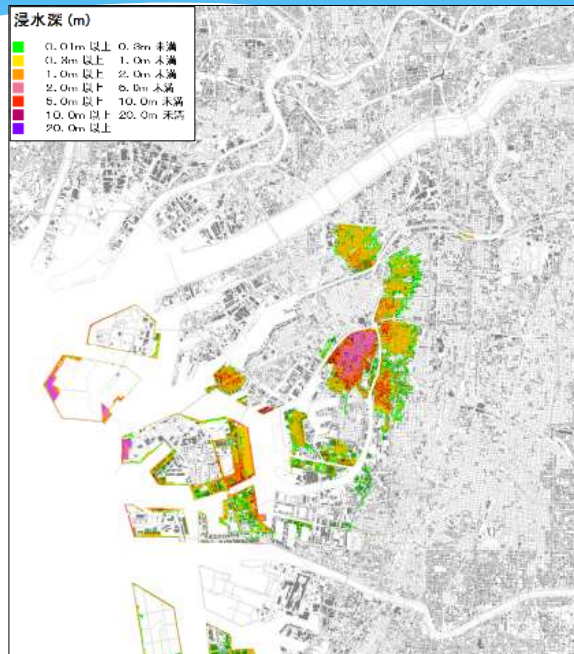 浸水深 (m)
0.01m 以上 0.3m 未満
0.3m 以上 1.0m 未満
1.0m 以上 2.0m 未満
2.0m 以上 5.0m 未満
5.0m 以上 10.0m 未満
10.0m 以上 20.0m 未満
20.0m 以上